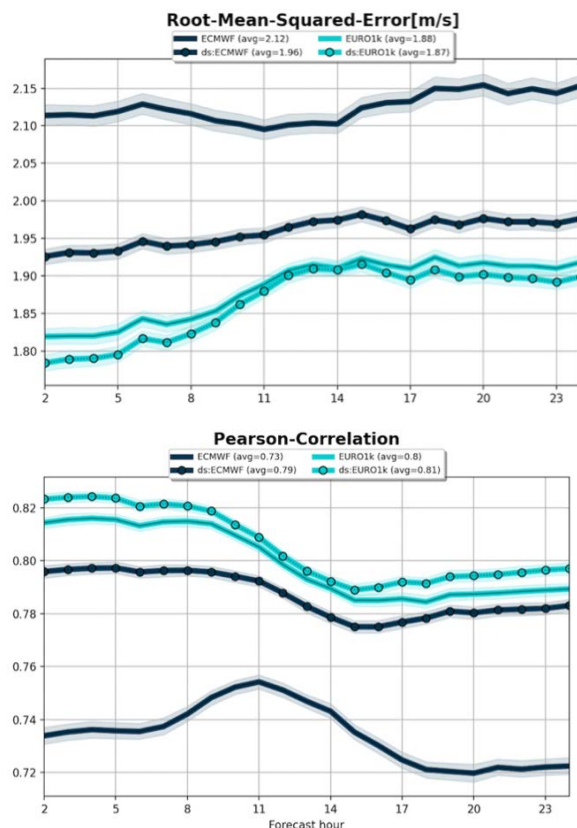 Root-Mean-Squared-Error[m/s]
ECMWF (avg=2.12) EURO1k (avg=1.88)
ds:ECMWF (avg=1.96) ds:EURO1k (avg=1.87)
2.15
2.10
2.05
2.00
1.95
1.90
1.85
1.80
2 5 8 11 14 17 20 23
Pearson-Correlation
ECMWF (avg=0.73) EURO1k (avg=0.8)
ds:ECMWF (avg=0.79) ds:EURO1k (avg=0.81)
0.82
0.80
0.78
0.76
0.74
0.72
2 5 8 11 14 17 20 23
Forecast hour